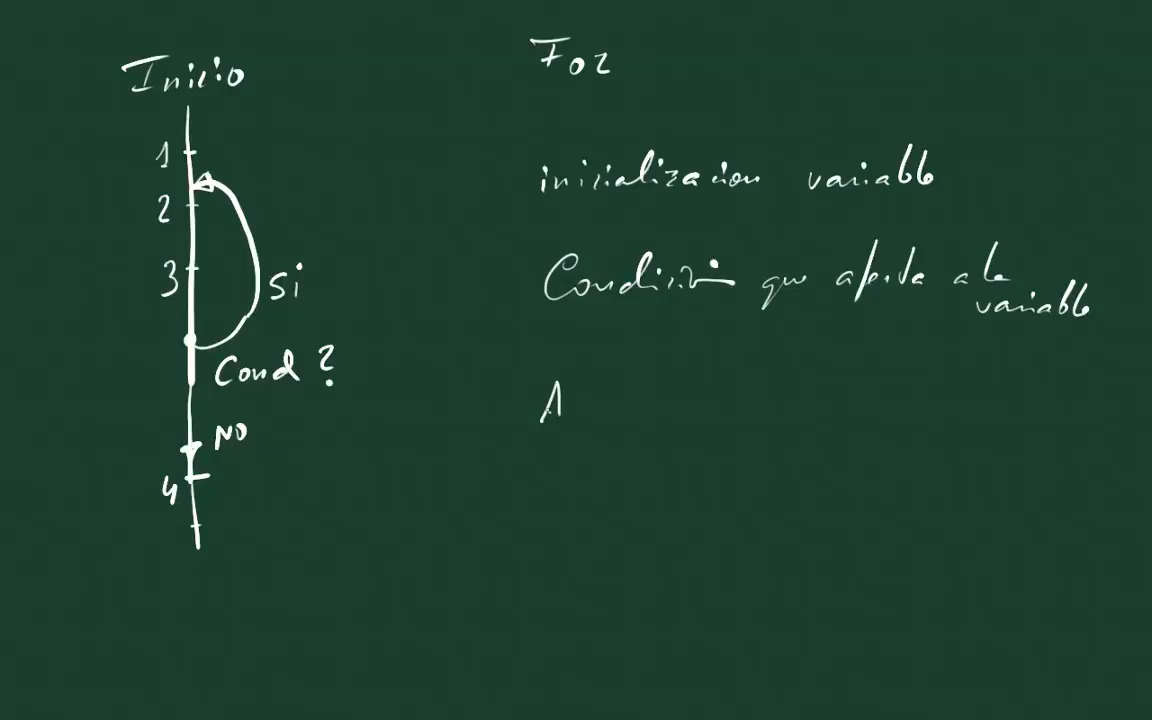 Inicio
1
2
3
Si
Cond ?
NO
4
For
inicialización variable
Condición que afecta a la
variable
A